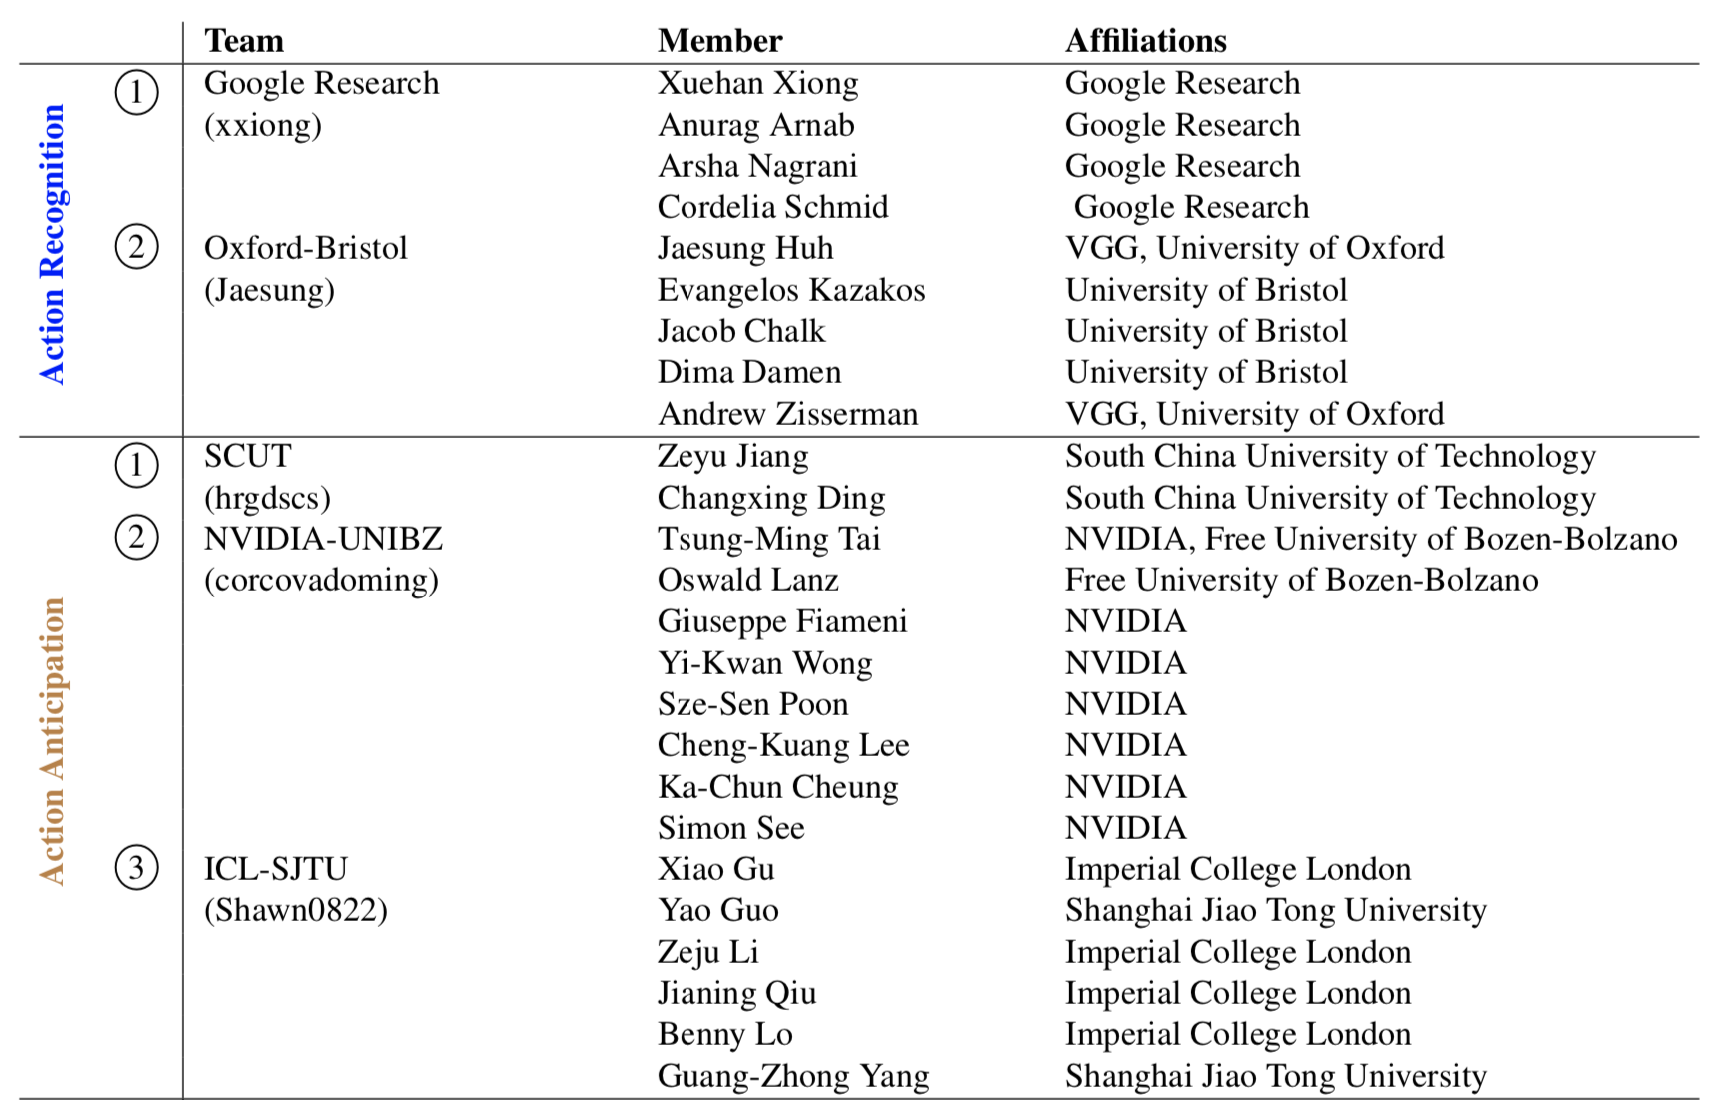 Team Member Affiliations
Action Recognition
① Google Research Xuehan Xiong Google Research
(xxiong) Anurag Arnab Google Research
Arsha Nagrani Google Research
Cordelia Schmid Google Research
② Oxford-Bristol Jaesung Huh VGG, University of Oxford
(Jaesung) Evangelos Kazakos University of Bristol
Jacob Chalk University of Bristol
Dima Damen University of Bristol
Andrew Zisserman VGG, University of Oxford
Action Anticipation
① SCUT Zeyu Jiang South China University of Technology
(hrgdscs) Changxing Ding South China University of Technology
② NVIDIA-UNIBZ Tsung-Ming Tai NVIDIA, Free University of Bozen-Bolzano
(corcovadoming) Oswald Lanz Free University of Bozen-Bolzano
Giuseppe Fiameni NVIDIA
Yi-Kwan Wong NVIDIA
Sze-Sen Poon NVIDIA
Cheng-Kuang Lee NVIDIA
Ka-Chun Cheung NVIDIA
Simon See NVIDIA
③ ICL-SJTU Xiao Gu Imperial College London
(Shawn0822) Yao Guo Shanghai Jiao Tong University
Zeju Li Imperial College London
Jianing Qiu Imperial College London
Benny Lo Imperial College London
Guang-Zhong Yang Shanghai Jiao Tong University